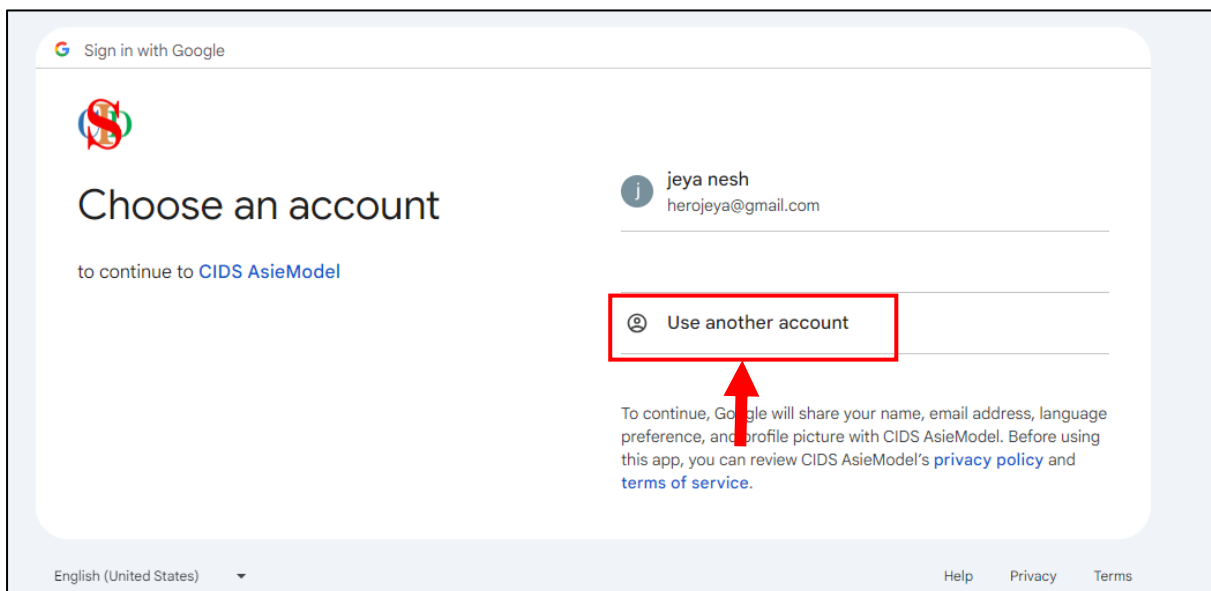 Sign in with Google
Choose an account
to continue to CIDS AsieModel
j
jeya nesh
herojeya@gmail.com
Use another account
To continue, Google will share your name, email address, language
preference, and profile picture with CIDS AsieModel. Before using
this app, you can review CIDS AsieModel's privacy policy and
terms of service.
English (United States)
Help Privacy Terms